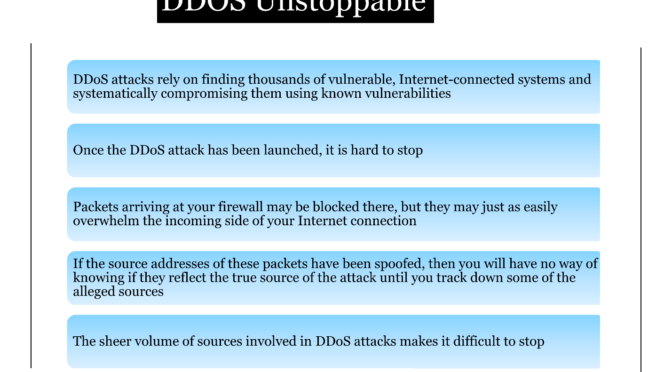 DDOS Unstoppable
DDoS attacks rely on finding thousands of vulnerable, Internet-connected systems and
systematically compromising them using known vulnerabilities
Once the DDoS attack has been launched, it is hard to stop
Packets arriving at your firewall may be blocked there, but they may just as easily
overwhelm the incoming side of your Internet connection
If the source addresses of these packets have been spoofed, then you will have no way of
knowing if they reflect the true source of the attack until you track down some of the
alleged sources
The sheer volume of sources involved in DDoS attacks makes it difficult to stop